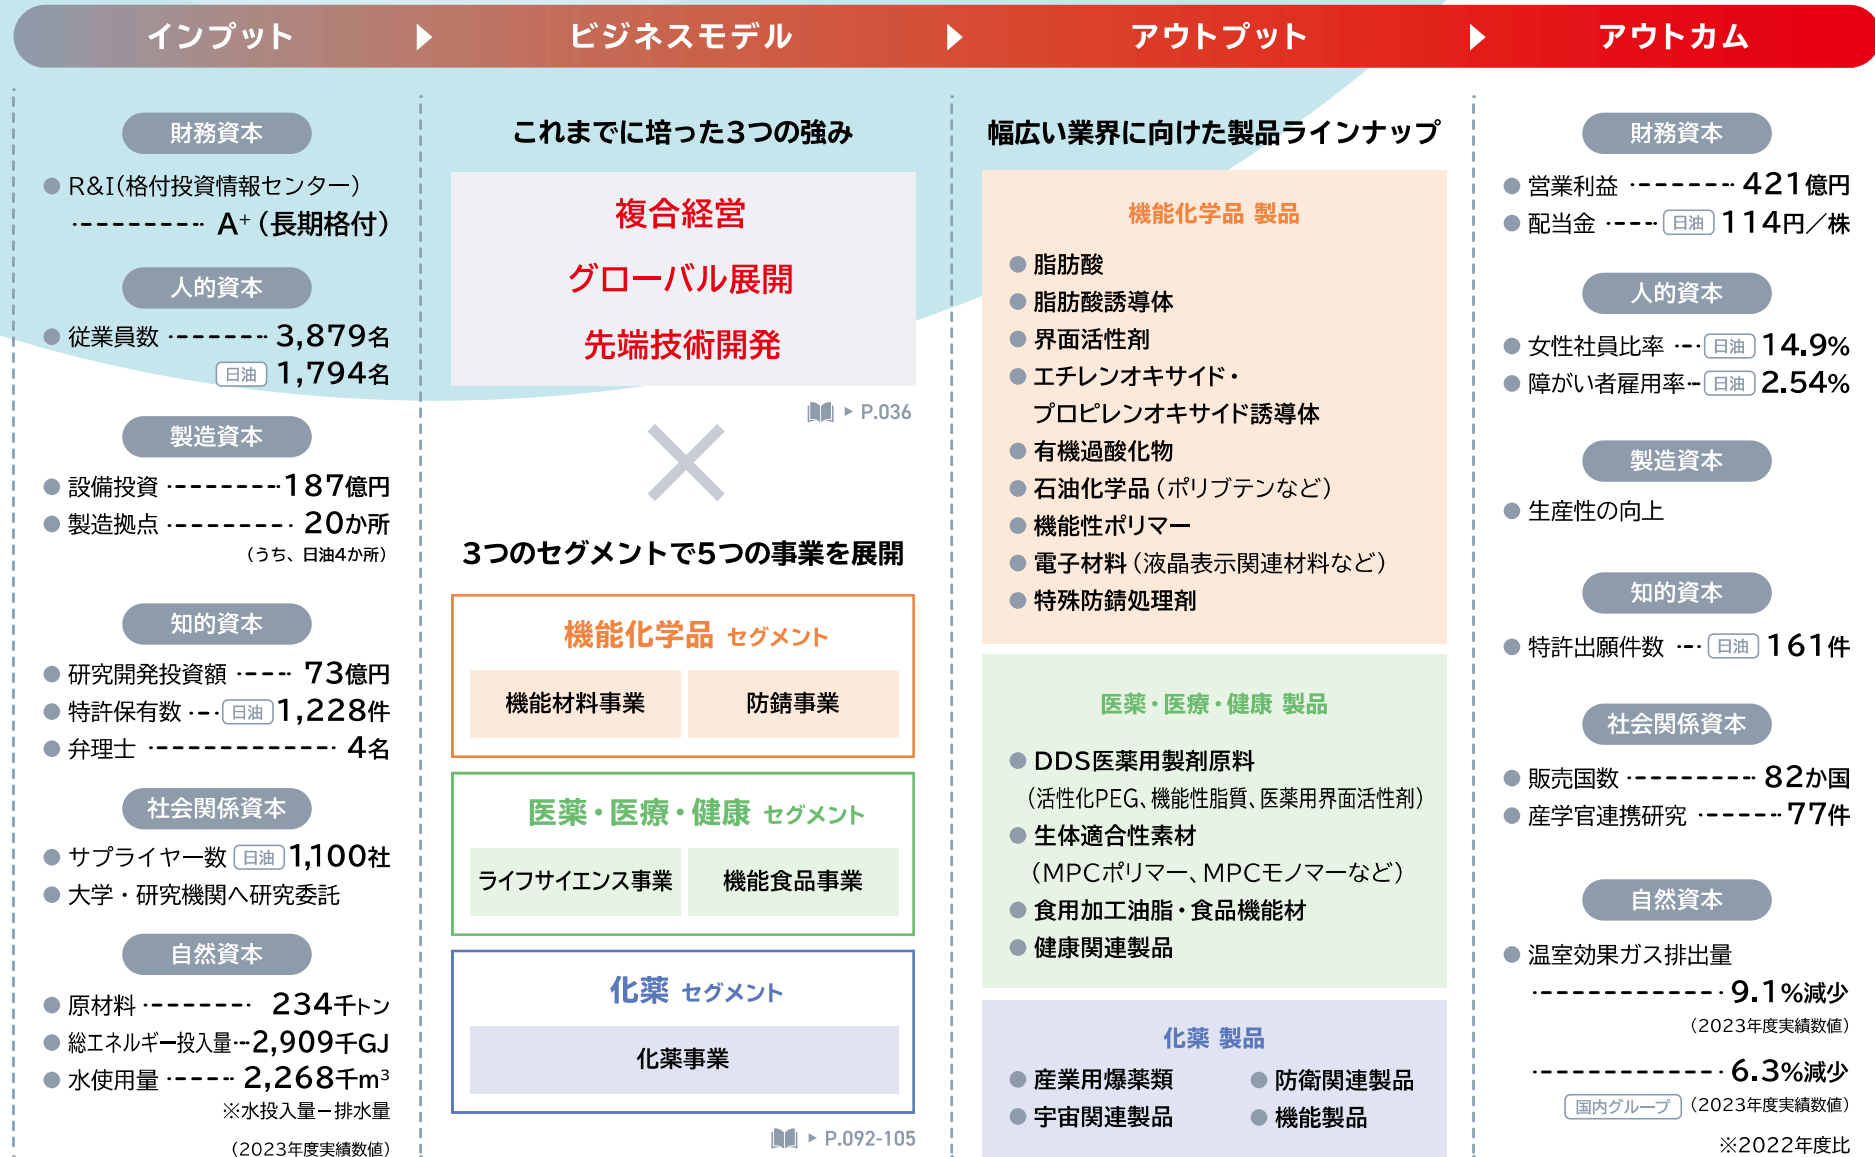 インプット
ビジネスモデル
アウトプット
アウトカム
財務資本
R&I(格付投資情報センター)
A+(長期格付)
人的資本
従業員数 3,879名
日油 1,794名
製造資本
設備投資 187億円
製造拠点 20か所
(うち、日油4か所)
知的資本
研究開発投資額 73億円
特許保有数 日油 1,228件
弁理士 4名
社会関係資本
サプライヤー数 日油 1,100社
大学・研究機関へ研究委託
自然資本
原材料 234千トン
総エネルギー投入量 2,909千GJ
水使用量 2,268千m³
※水投入量−排水量
(2023年度実績数値)
これまでに培った3つの強み
複合経営
グローバル展開
先端技術開発
P.036
×
3つのセグメントで5つの事業を展開
機能化学品 セグメント
機能材料事業 防錆事業
医薬・医療・健康 セグメント
ライフサイエンス事業 機能食品事業
化薬 セグメント
化薬事業
P.092-105
幅広い業界に向けた製品ラインナップ
機能化学品 製品
脂肪酸
脂肪酸誘導体
界面活性剤
エチレンオキサイド・
プロピレンオキサイド誘導体
有機過酸化物
石油化学品(ポリブテンなど)
機能性ポリマー
電子材料(液晶表示関連材料など)
特殊防錆処理剤
医薬・医療・健康 製品
DDS医薬用製剤原料
(活性化PEG、機能性脂質、医薬用界面活性剤)
生体適合性素材
(MPCポリマー、MPCモノマーなど)
食用加工油脂・食品機能材
健康関連製品
化薬 製品
産業用爆薬類 防衛関連製品
宇宙関連製品 機能製品
財務資本
営業利益 421億円
配当金 日油 114円/株
人的資本
女性社員比率 日油 14.9%
障がい者雇用率 日油 2.54%
製造資本
生産性の向上
知的資本
特許出願件数 日油 161件
社会関係資本
販売国数 82か国
産学官連携研究 77件
自然資本
温室効果ガス排出量
9.1%減少
(2023年度実績数値)
6.3%減少
国内グループ (2023年度実績数値)
※2022年度比